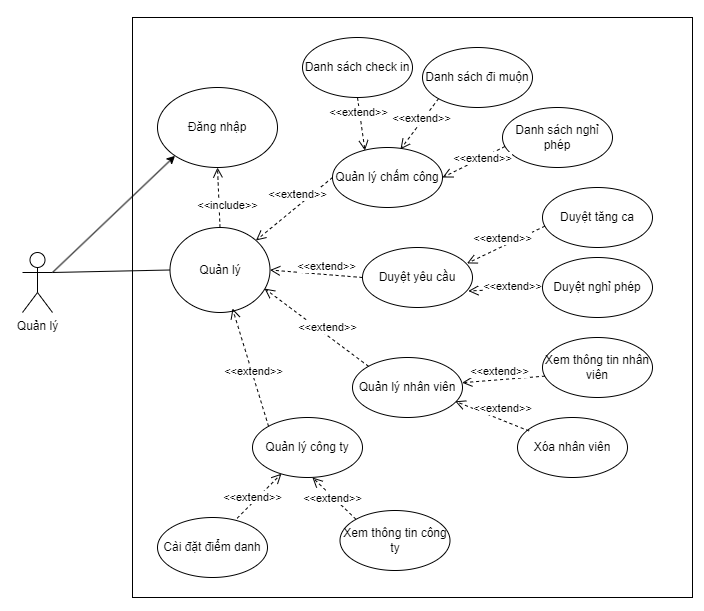 Danh sách check in
Danh sách đi muộn
<<extend>>
<<extend>>
Đăng nhập
Danh sách nghỉ
phép
<<extend>>
Quản lý chấm công
<<extend>>
<<include>>
Duyệt tăng ca
<<extend>>
Quản lý
<<extend>>
Duyệt yêu cầu
<<extend>>
Duyệt nghỉ phép
Quản lý
<<extend>>
Xem thông tin nhân
viên
<<extend>>
<<extend>>
Quản lý nhân viên
<<extend>>
Quản lý công ty
Xóa nhân viên
<<extend>>
<<extend>>
Cài đặt điểm danh
Xem thông tin công
ty